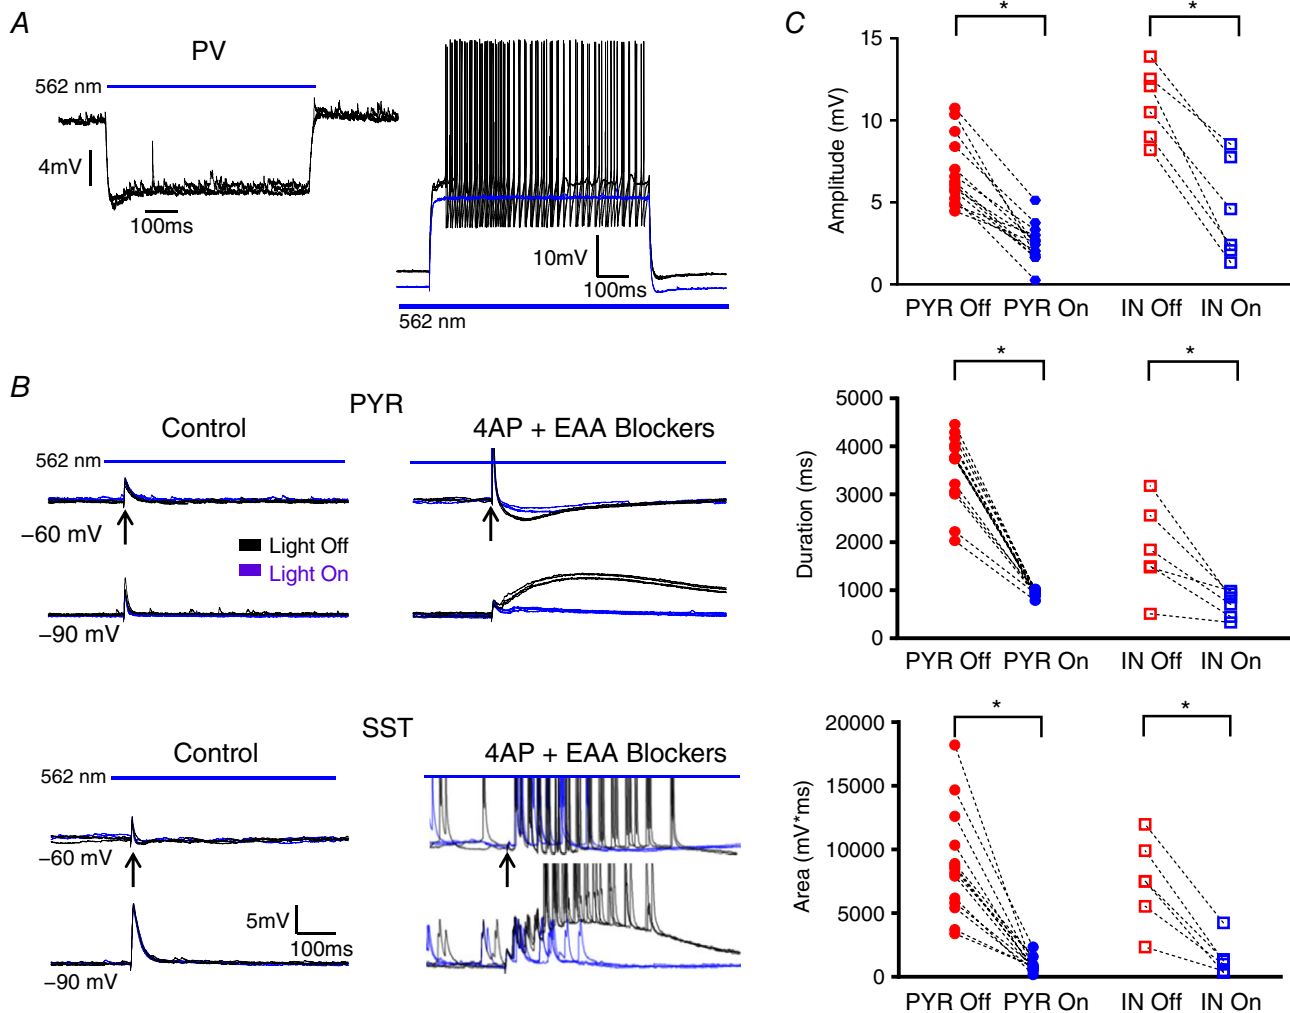 A
PV
562 nm
4mV
100ms
10mV
100ms
562 nm
B
PYR
Control
4AP + EAA Blockers
562 nm
–60 mV
Light Off
Light On
–90 mV
SST
Control
4AP + EAA Blockers
562 nm
–60 mV
5mV
100ms
–90 mV
C
*
*
15
10
5
0
Amplitude (mV)
PYR Off
PYR On
IN Off
IN On
*
*
5000
4000
3000
2000
1000
0
Duration (ms)
PYR Off
PYR On
IN Off
IN On
*
*
20000
15000
10000
5000
0
Area (mV*ms)
PYR Off
PYR On
IN Off
IN On